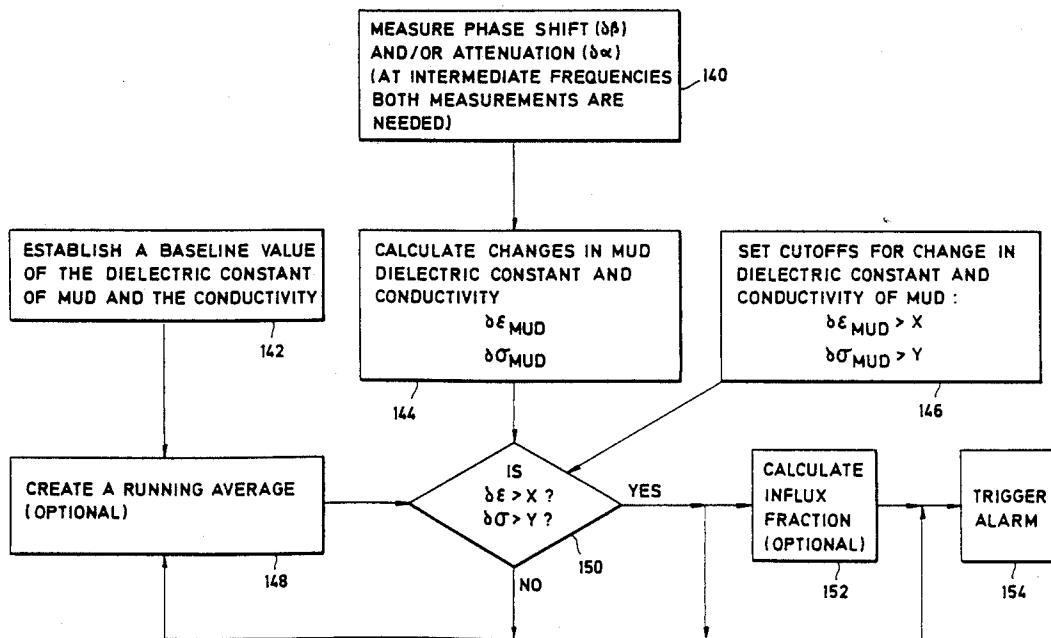 MEASURE PHASE SHIFT (δβ)
AND/OR ATTENUATION (δα)
(AT INTERMEDIATE FREQUENCIES
BOTH MEASUREMENTS ARE
NEEDED)
140
ESTABLISH A BASELINE VALUE
OF THE DIELECTRIC CONSTANT
OF MUD AND THE CONDUCTIVITY
142
CALCULATE CHANGES IN MUD
DIELECTRIC CONSTANT AND
CONDUCTIVITY
δε MUD
δσ MUD
144
SET CUTOFFS FOR CHANGE IN
DIELECTRIC CONSTANT AND
CONDUCTIVITY OF MUD :
δε MUD > X
δσ MUD > Y
146
CREATE A RUNNING AVERAGE
(OPTIONAL)
148
IS
δε > X ?
δσ > Y ?
150
YES
NO
CALCULATE
INFLUX
FRACTION
(OPTIONAL)
152
TRIGGER
ALARM
154